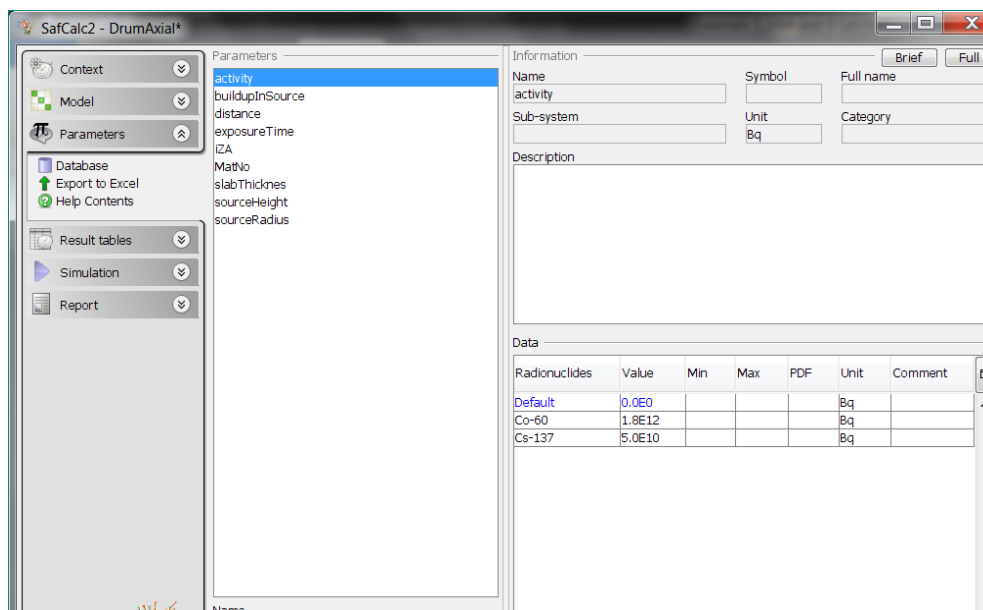 SafCalc2 - DrumAxial*
Context
Model
Parameters
Database
Export to Excel
Help Contents
Result tables
Simulation
Report
Parameters
activity
buildupInSource
distance
exposureTime
iZA
MatNo
slabThicknes
sourceHeight
sourceRadius
Name
Information
Brief Full
Name Symbol Full name
activity
Sub-system Unit Category
Bq
Description
Data
Radionuclides Value Min Max PDF Unit Comment
Default 0.0E0 Bq
Co-60 1.8E12 Bq
Cs-137 5.0E10 Bq